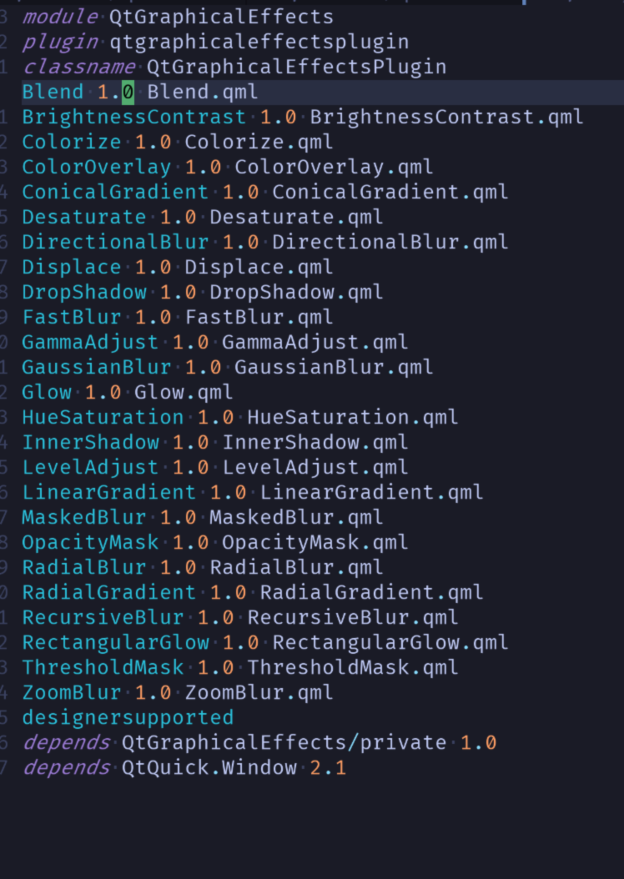 3 module QtGraphicalEffects
2 plugin qtgraphicaleffectsplugin
1 classname QtGraphicalEffectsPlugin
Blend 1.0 Blend.qml
1 BrightnessContrast 1.0 BrightnessContrast.qml
2 Colorize 1.0 Colorize.qml
3 ColorOverlay 1.0 ColorOverlay.qml
4 ConicalGradient 1.0 ConicalGradient.qml
5 Desaturate 1.0 Desaturate.qml
6 DirectionalBlur 1.0 DirectionalBlur.qml
7 Displace 1.0 Displace.qml
8 DropShadow 1.0 DropShadow.qml
9 FastBlur 1.0 FastBlur.qml
0 GammaAdjust 1.0 GammaAdjust.qml
1 GaussianBlur 1.0 GaussianBlur.qml
2 Glow 1.0 Glow.qml
3 HueSaturation 1.0 HueSaturation.qml
4 InnerShadow 1.0 InnerShadow.qml
5 LevelAdjust 1.0 LevelAdjust.qml
6 LinearGradient 1.0 LinearGradient.qml
7 MaskedBlur 1.0 MaskedBlur.qml
8 OpacityMask 1.0 OpacityMask.qml
9 RadialBlur 1.0 RadialBlur.qml
0 RadialGradient 1.0 RadialGradient.qml
1 RecursiveBlur 1.0 RecursiveBlur.qml
2 RectangularGlow 1.0 RectangularGlow.qml
3 ThresholdMask 1.0 ThresholdMask.qml
4 ZoomBlur 1.0 ZoomBlur.qml
5 designersupported
6 depends QtGraphicalEffects/private 1.0
7 depends QtQuick.Window 2.1